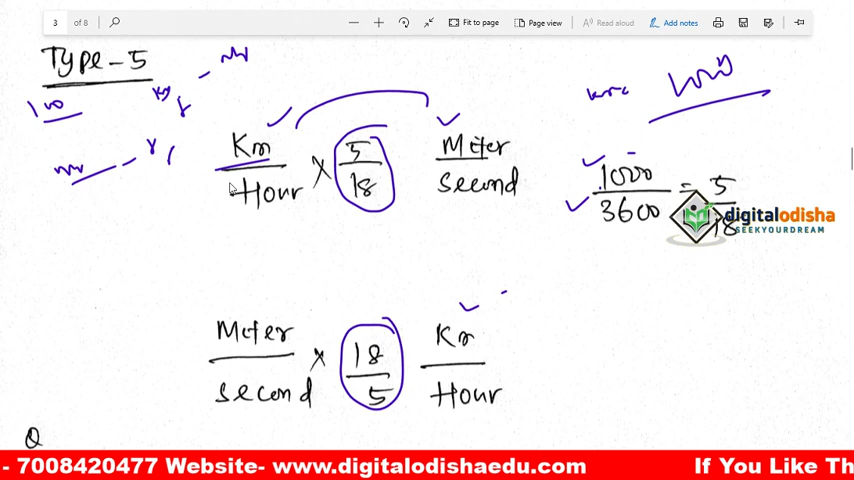 3 of 8 Fit to page Page view Read aloud Add notes
Type-5
Km / Hour × 5/18 Meter / Second
1000 / 3600 = 5/18
digitalodisha
SEEKYOURDREAM
Meter / second × 18/5 Km / Hour
Q
- 7008420477 Website- www.digitalodishaedu.com If You Like Th